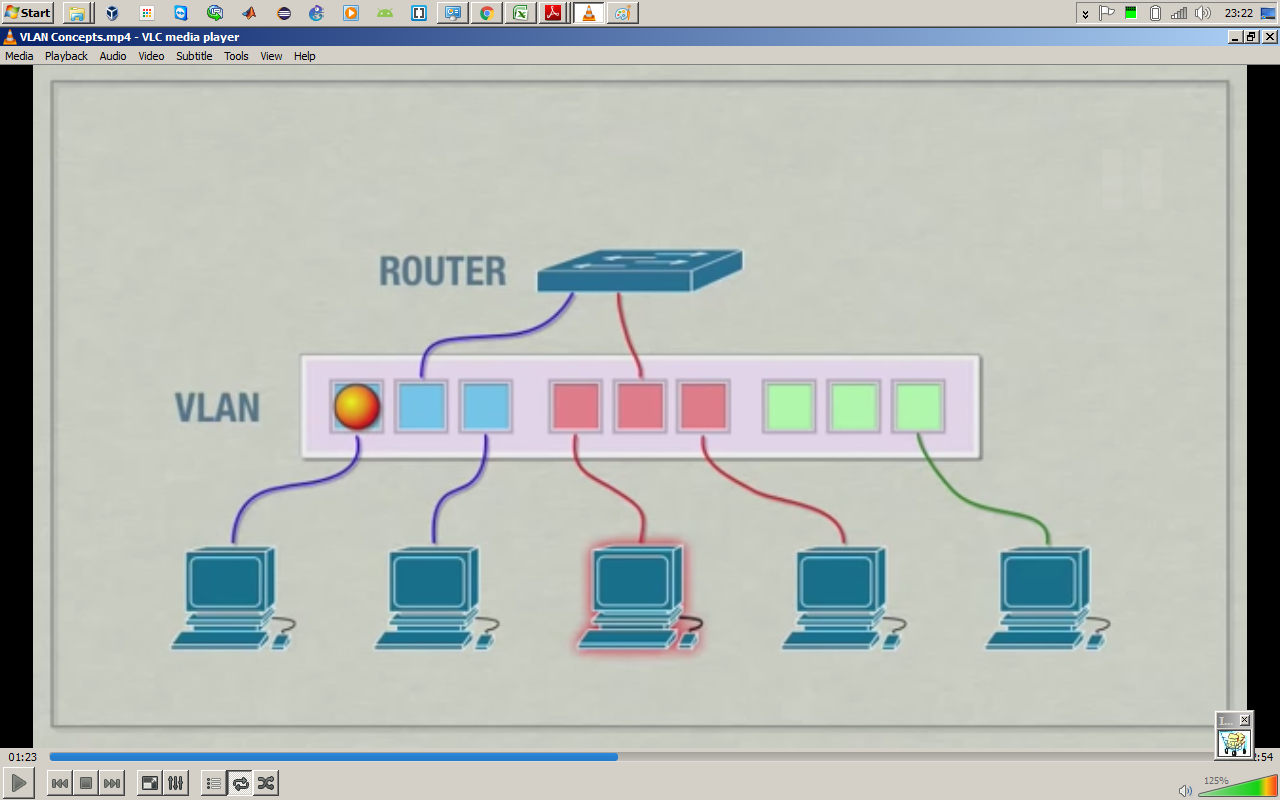 Start
23:22
VLAN Concepts.mp4 - VLC media player
Media Playback Audio Video Subtitle Tools View Help
ROUTER
VLAN
I...
01:23
:54
125%